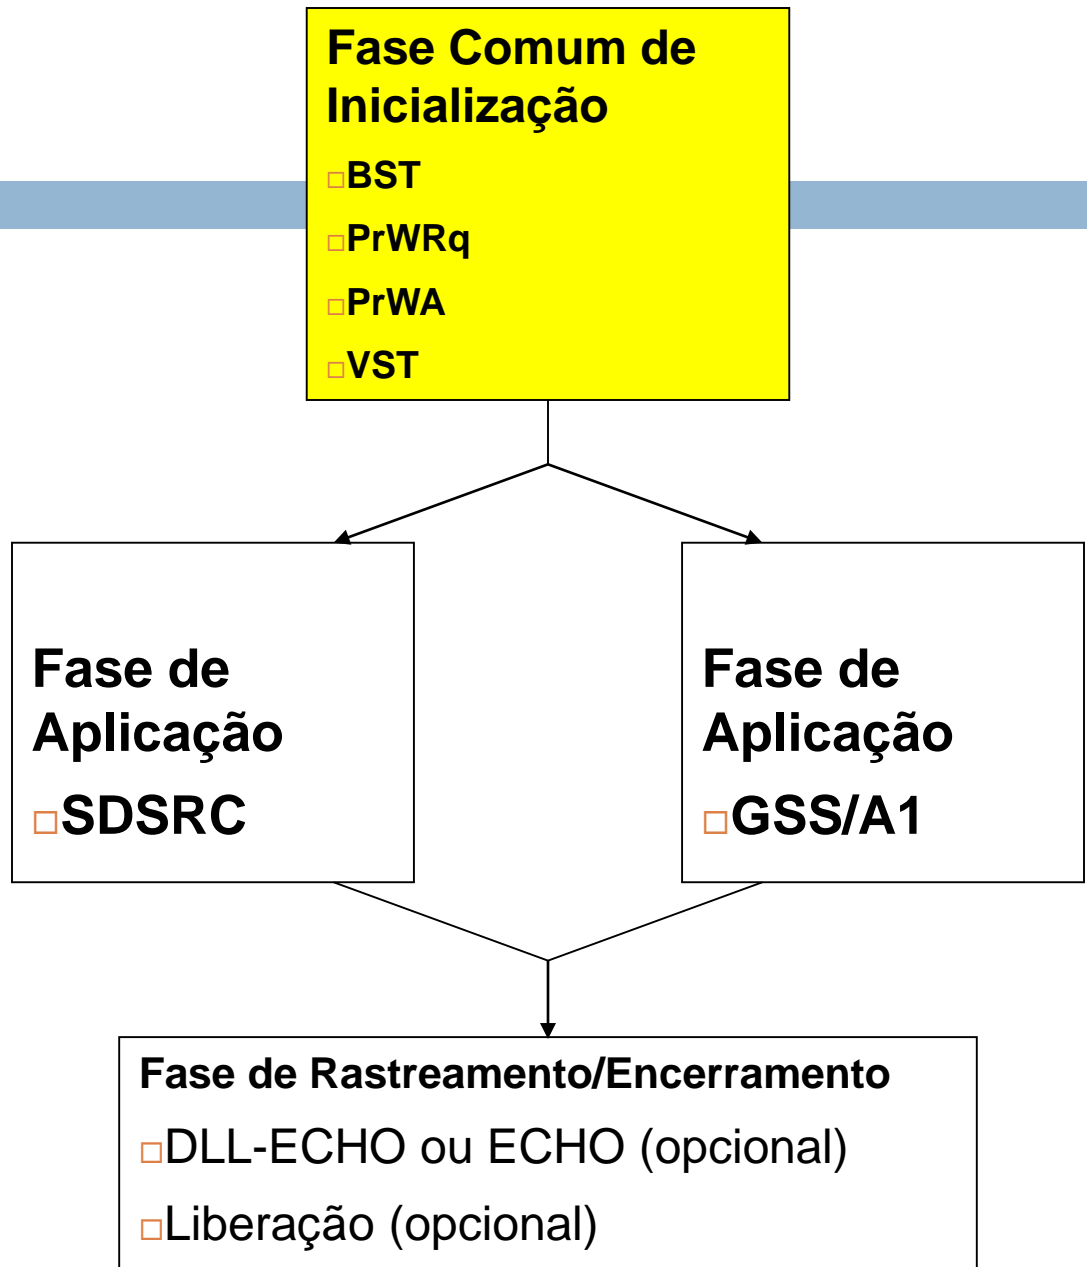 Fase Comum de
Inicialização
BST
PrWRq
PrWA
VST
Fase de
Aplicação
SDSRC
Fase de
Aplicação
GSS/A1
Fase de Rastreamento/Encerramento
DLL-ECHO ou ECHO (opcional)
Liberação (opcional)